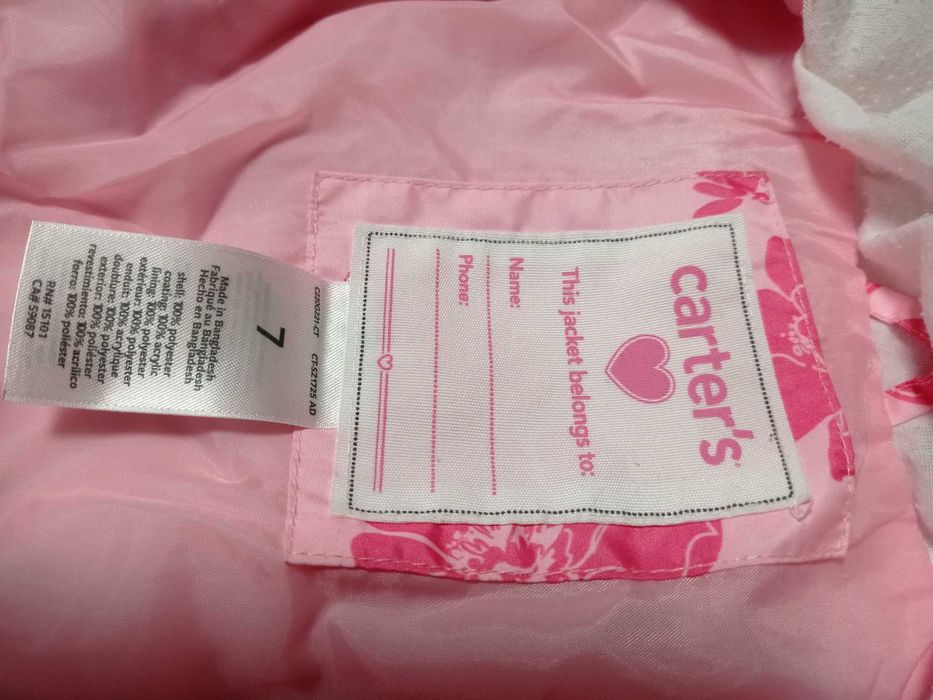 carter's
This jacket belongs to:
Name:
Phone:
C2200221-CT CT-SZ1725 AD
7
Made in Bangladesh
Fabriqué au Bangladesh
Hecho en Bangladesh
shell: 100% polyester
coating: 100% acrylic
lining: 100% polyester
extérieur: 100% polyester
enduit: 100% acrylique
doublure: 100% polyester
exterior: 100% poliéster
revestimiento: 100% acrílico
forro: 100% poliéster
RN# 15101
CA# 59087